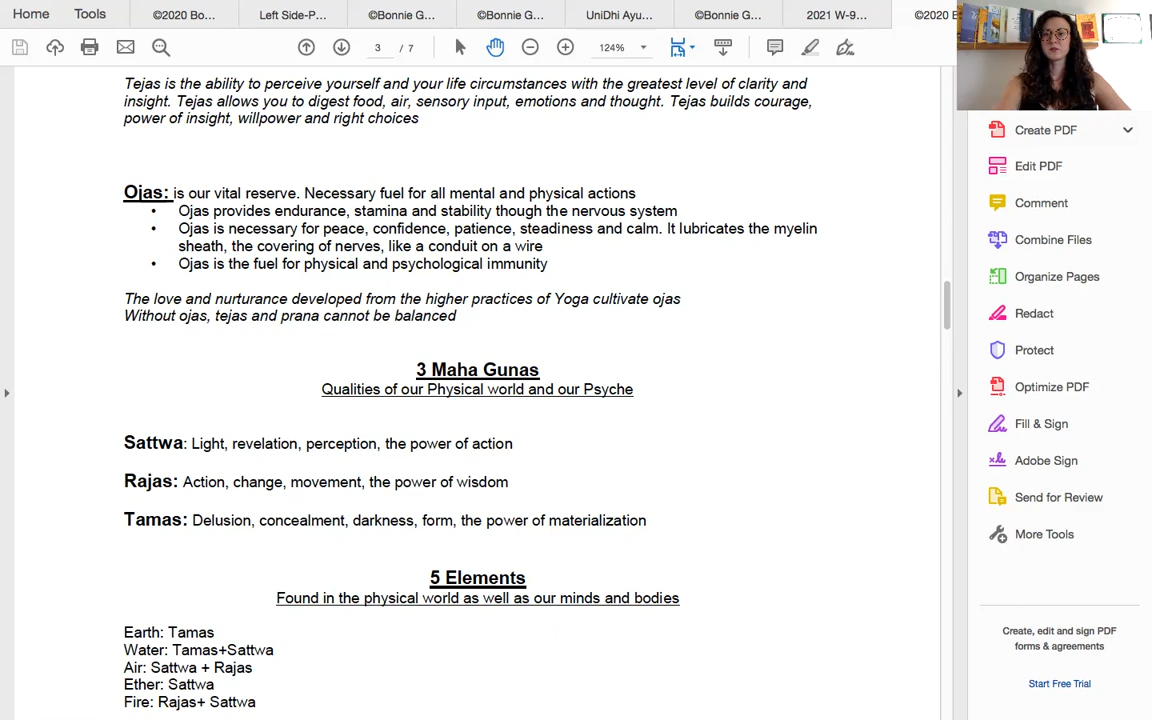 Home
Tools
©2020 Bo...
Left Side-P...
©Bonnie G...
©Bonnie G...
UniDhi Ayu...
©Bonnie G...
2021 W-9...
©2020 B
3 / 7
124%
Tejas is the ability to perceive yourself and your life circumstances with the greatest level of clarity and
insight. Tejas allows you to digest food, air, sensory input, emotions and thought. Tejas builds courage,
power of insight, willpower and right choices
Ojas: is our vital reserve. Necessary fuel for all mental and physical actions
• Ojas provides endurance, stamina and stability though the nervous system
• Ojas is necessary for peace, confidence, patience, steadiness and calm. It lubricates the myelin
sheath, the covering of nerves, like a conduit on a wire
• Ojas is the fuel for physical and psychological immunity
The love and nurturance developed from the higher practices of Yoga cultivate ojas
Without ojas, tejas and prana cannot be balanced
3 Maha Gunas
Qualities of our Physical world and our Psyche
Sattwa: Light, revelation, perception, the power of action
Rajas: Action, change, movement, the power of wisdom
Tamas: Delusion, concealment, darkness, form, the power of materialization
5 Elements
Found in the physical world as well as our minds and bodies
Earth: Tamas
Water: Tamas+Sattwa
Air: Sattwa + Rajas
Ether: Sattwa
Fire: Rajas+ Sattwa
Create PDF
Edit PDF
Comment
Combine Files
Organize Pages
Redact
Protect
Optimize PDF
Fill & Sign
Adobe Sign
Send for Review
More Tools
Create, edit and sign PDF
forms & agreements
Start Free Trial